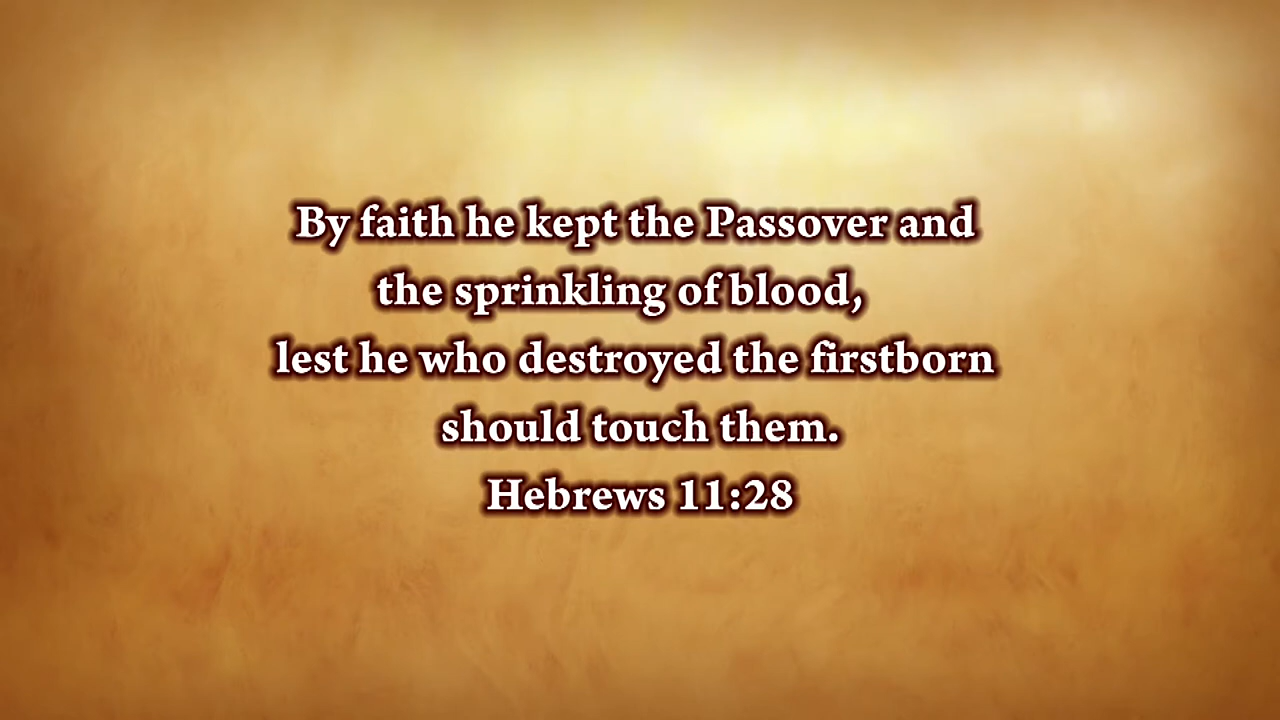 By faith he kept the Passover and
the sprinkling of blood,
lest he who destroyed the firstborn
should touch them.
Hebrews 11:28